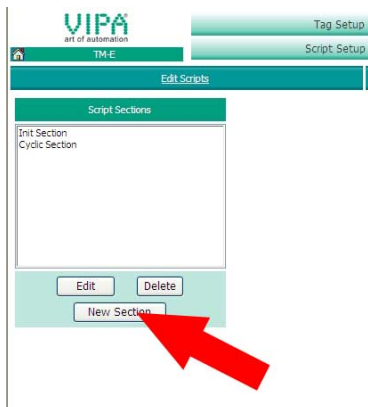 VIPA
art of automation
TM-E
Tag Setup
Script Setup
Edit Scripts
Script Sections
Init Section
Cyclic Section
Edit Delete
New Section